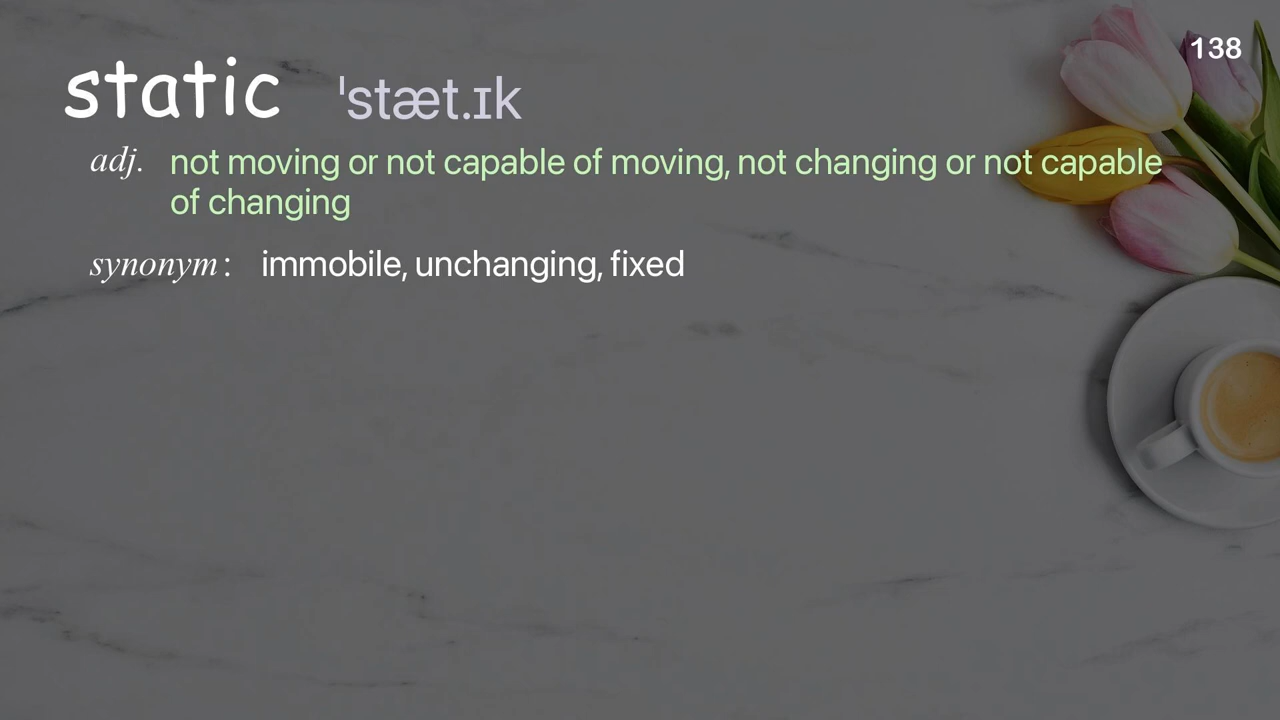 138
static ˈstæt.ɪk
adj. not moving or not capable of moving, not changing or not capable
of changing
synonym : immobile, unchanging, fixed